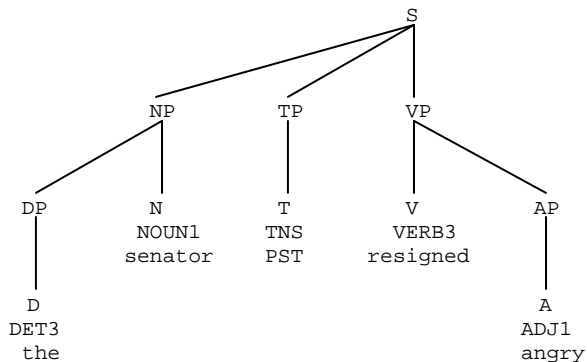 S
NP TP VP
DP N T V AP
NOUN1 TNS VERB3
senator PST resigned
D A
DET3 ADJ1
the angry